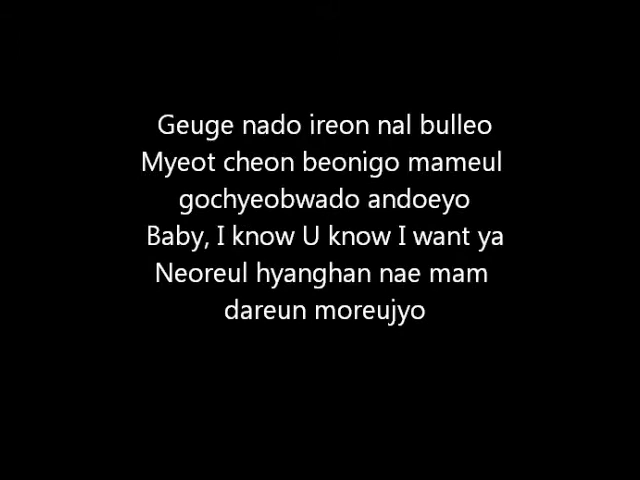 Geuge nado ireon nal bulleo
Myeot cheon beonigo mameul
gochyeobwado andoeyo
Baby, I know U know I want ya
Neoreul hyanghan nae mam
dareun moreujyo